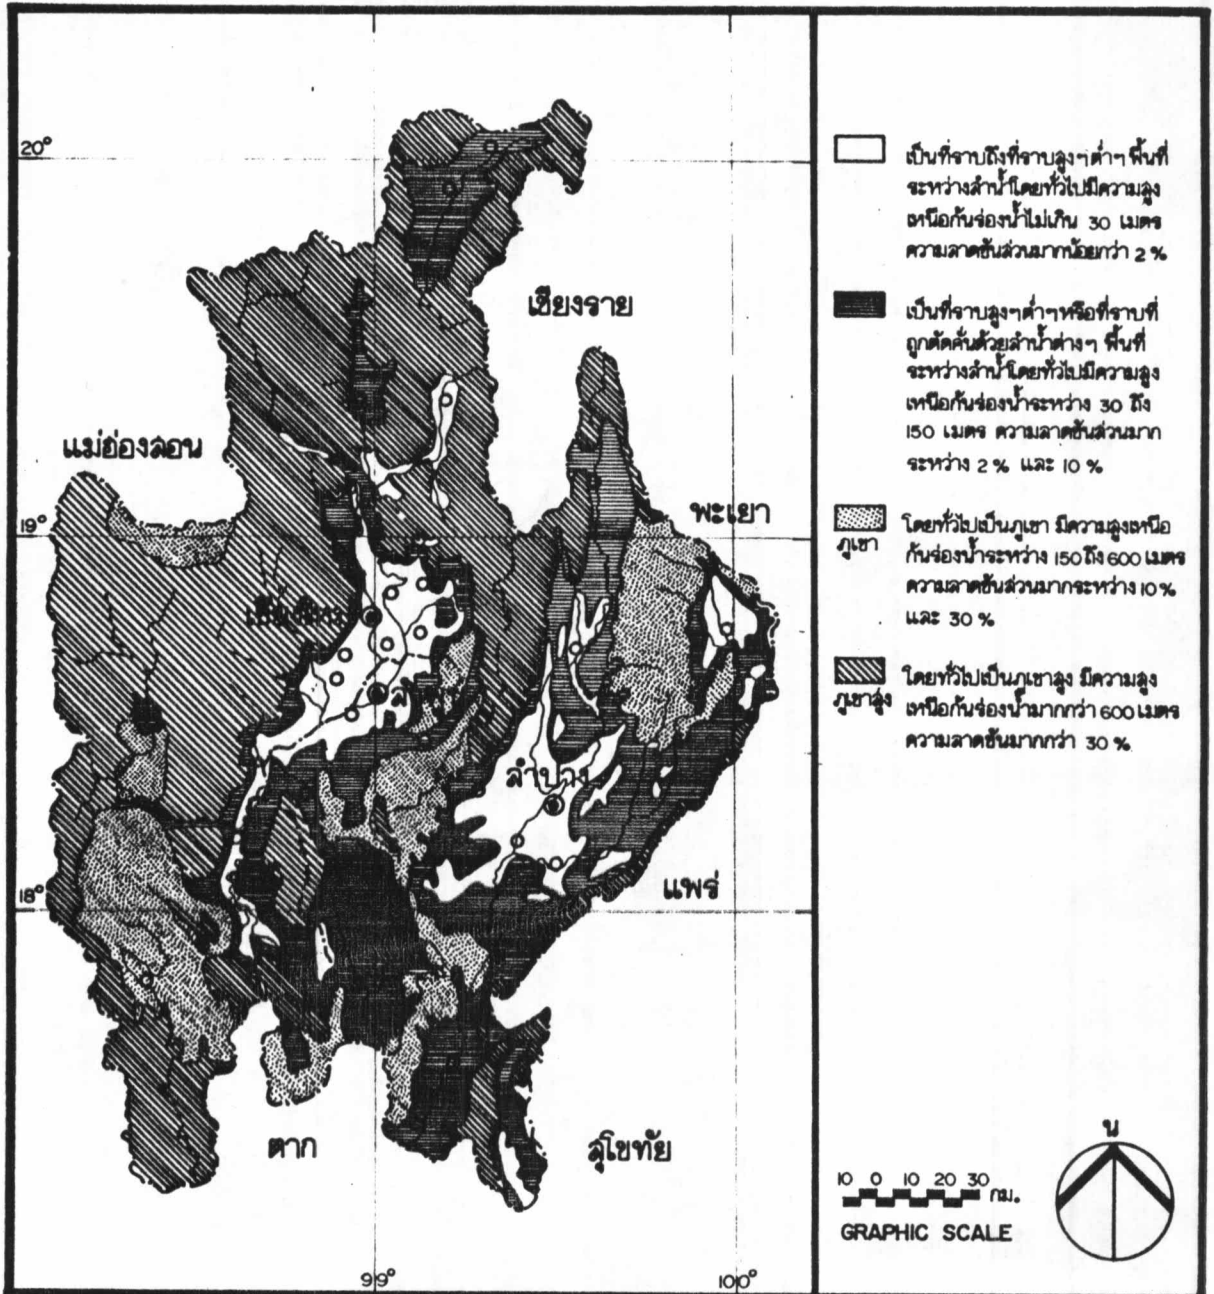 20°
เชียงราย
แม่ฮ่องสอน
19°
พะเยา
เชียงใหม่
ลำพูน
ลำปาง
แพร่
18°
ตาก
สุโขทัย
99°
100°
เป็นที่ราบถึงที่ราบสูงๆต่ำๆ พื้นที่
ระหว่างลำน้ำโดยทั่วไปมีความสูง
เหนือก้นร่องน้ำไม่เกิน 30 เมตร
ความลาดชันส่วนมากน้อยกว่า 2 %
เป็นที่ราบสูงๆต่ำๆหรือที่ราบที่
ถูกตัดคั่นด้วยลำน้ำต่างๆ พื้นที่
ระหว่างลำน้ำโดยทั่วไปมีความสูง
เหนือก้นร่องน้ำระหว่าง 30 ถึง
150 เมตร ความลาดชันส่วนมาก
ระหว่าง 2 % และ 10 %
ภูเขา
โดยทั่วไปเป็นภูเขา มีความสูงเหนือ
ก้นร่องน้ำระหว่าง 150 ถึง 600 เมตร
ความลาดชันส่วนมากระหว่าง 10 %
และ 30 %
ภูเขาสูง
โดยทั่วไปเป็นภูเขาสูง มีความสูง
เหนือก้นร่องน้ำมากกว่า 600 เมตร
ความลาดชันมากกว่า 30 %
น
10 0 10 20 30 กม.
GRAPHIC SCALE